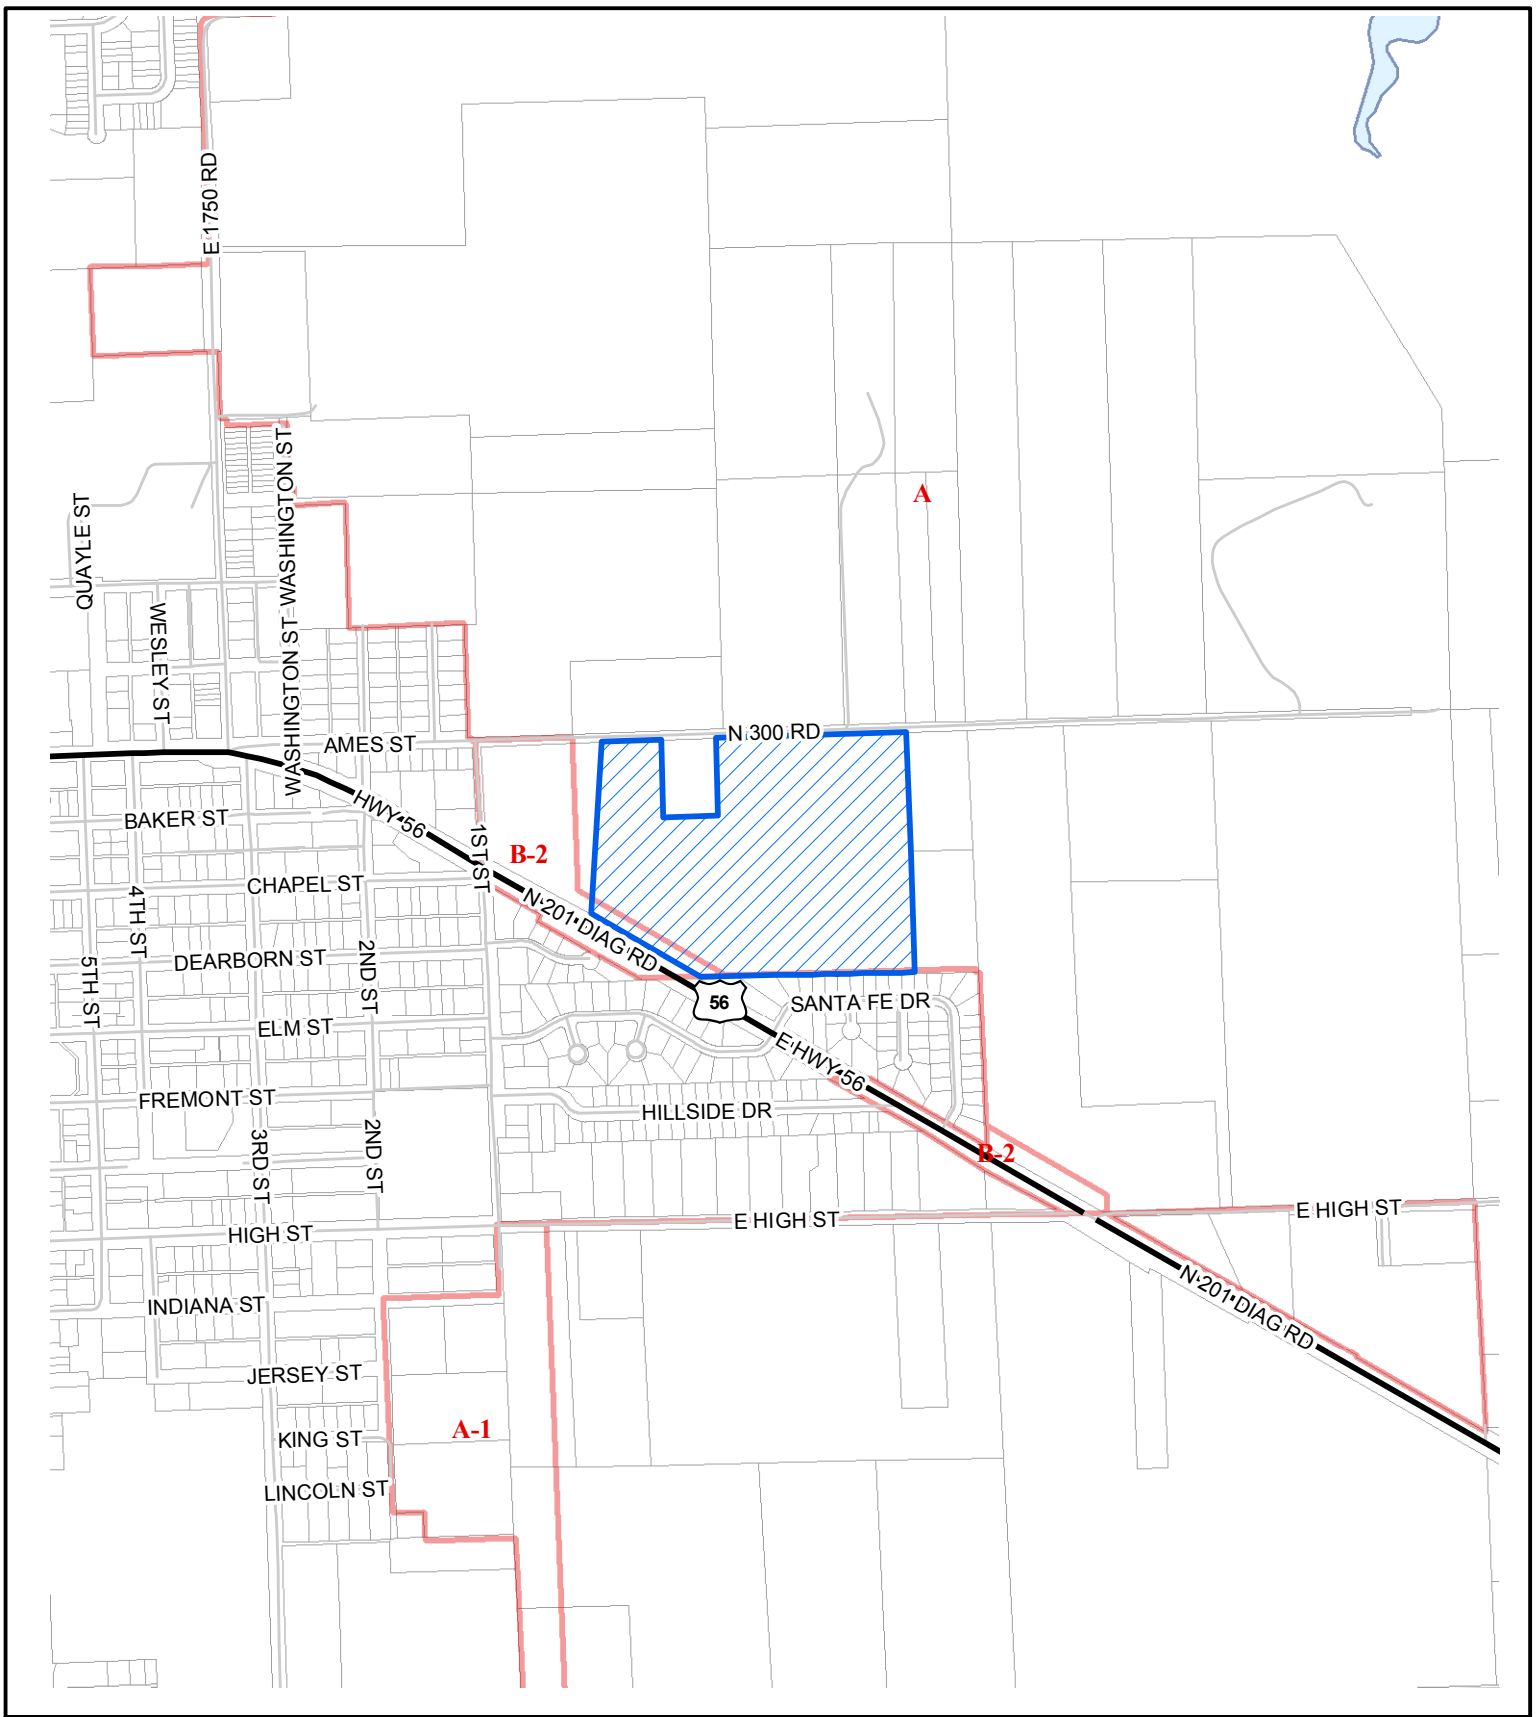 E 1750 RD
WASHINGTON ST
QUAYLE ST
A
WASHINGTON ST
WESLEY ST
WASHINGTON ST
N 300 RD
AMES ST
HWY 56
BAKER ST
1ST ST
B-2
CHAPEL ST
4TH ST
N 201 DIAG RD
2ND ST
DEARBORN ST
5TH ST
56
SANTA FE DR
ELM ST
E HWY 56
FREMONT ST
HILLSIDE DR
3RD ST
2ND ST
B-2
E HIGH ST
E HIGH ST
HIGH ST
N 201 DIAG RD
INDIANA ST
JERSEY ST
A-1
KING ST
LINCOLN ST